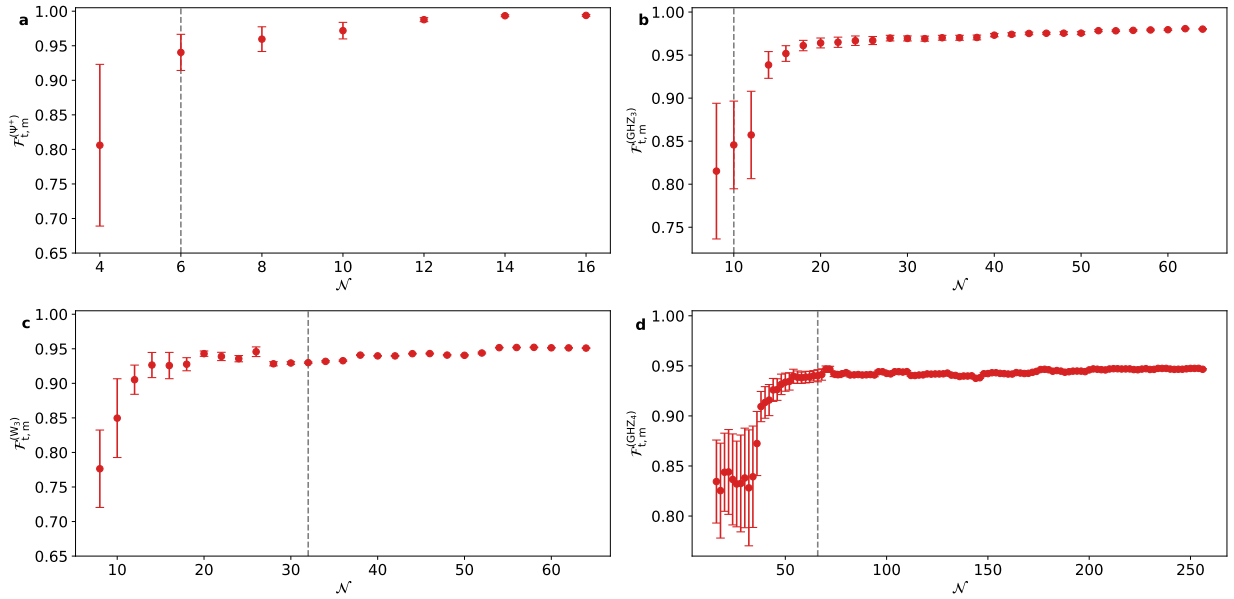 a
1.00
0.95
0.90
0.85
0.80
0.75
0.70
0.65
4 6 8 10 12 14 16
𝒩
ℱ_{t, m}^{(Ψ⁺)}
b
1.00
0.95
0.90
0.85
0.80
0.75
10 20 30 40 50 60
𝒩
ℱ_{t, m}^{(GHZ₃)}
c
1.00
0.95
0.90
0.85
0.80
0.75
0.70
0.65
10 20 30 40 50 60
𝒩
ℱ_{t, m}^{(W₃)}
d
1.00
0.95
0.90
0.85
0.80
50 100 150 200 250
𝒩
ℱ_{t, m}^{(GHZ₄)}